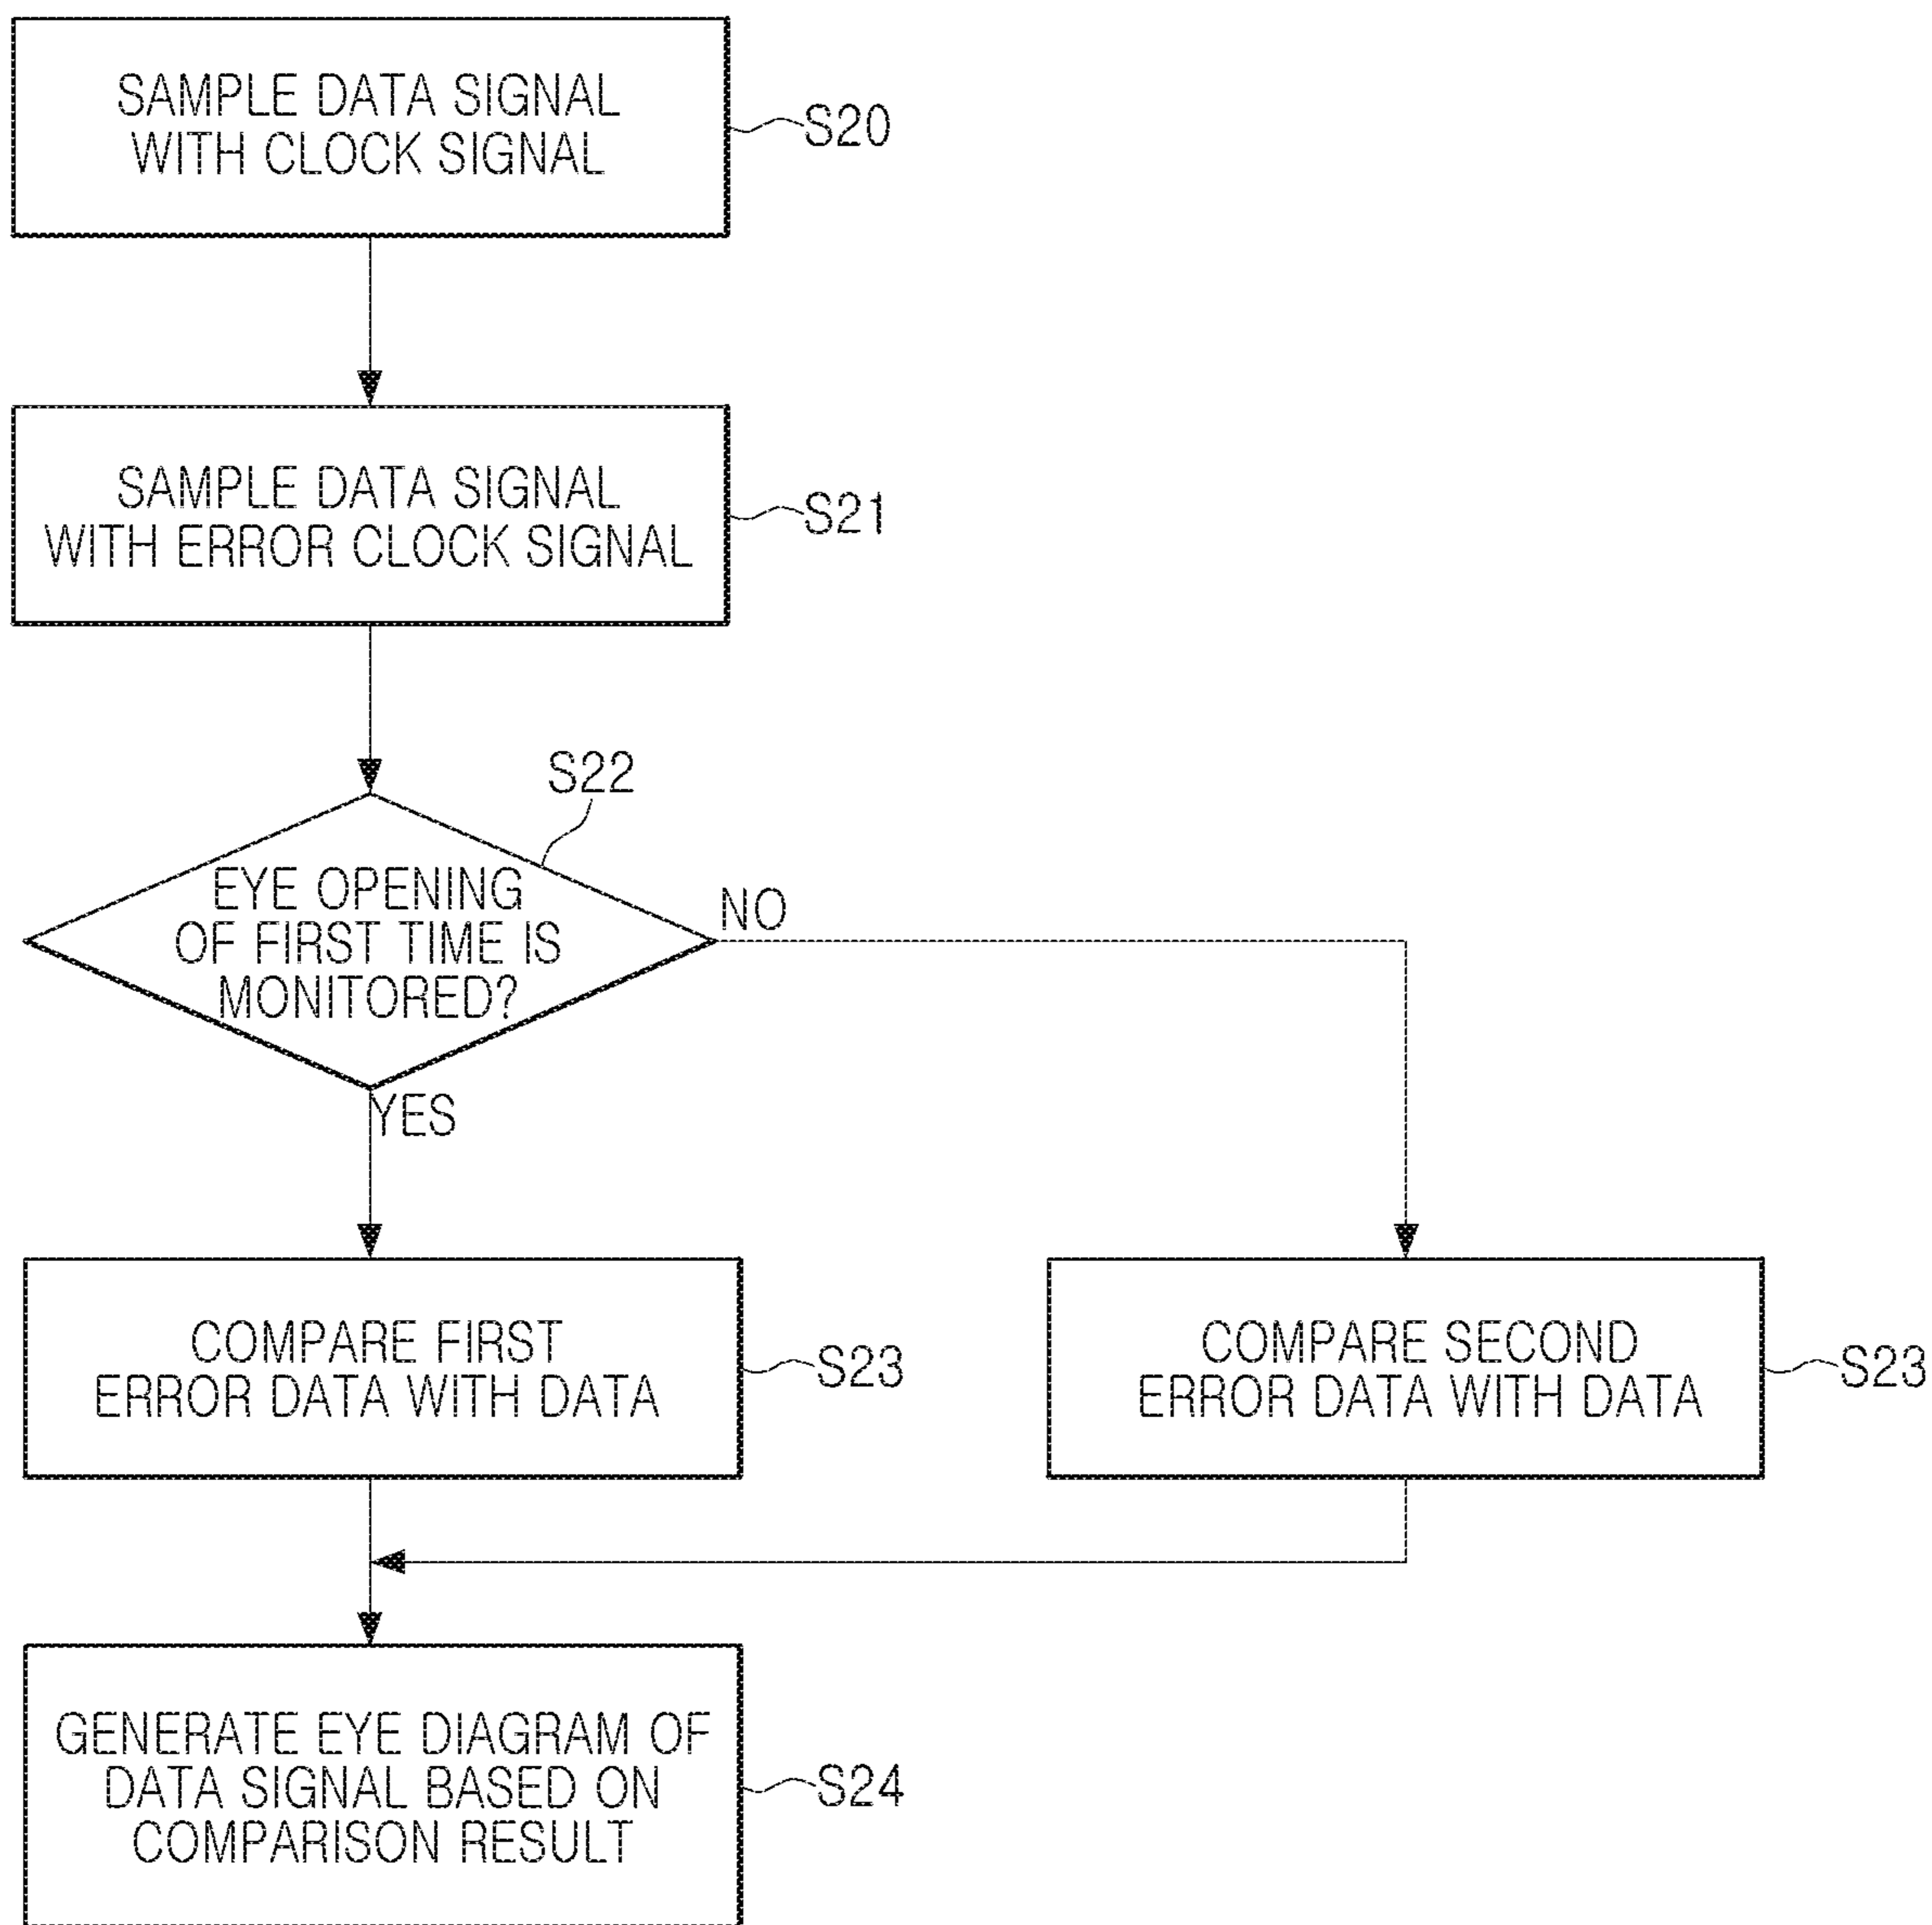 SAMPLE DATA SIGNAL
WITH CLOCK SIGNAL
S20
SAMPLE DATA SIGNAL
WITH ERROR CLOCK SIGNAL
S21
S22
EYE OPENING
OF FIRST TIME IS
MONITORED?
NO
YES
COMPARE FIRST
ERROR DATA WITH DATA
S23
COMPARE SECOND
ERROR DATA WITH DATA
S23
GENERATE EYE DIAGRAM OF
DATA SIGNAL BASED ON
COMPARISON RESULT
S24